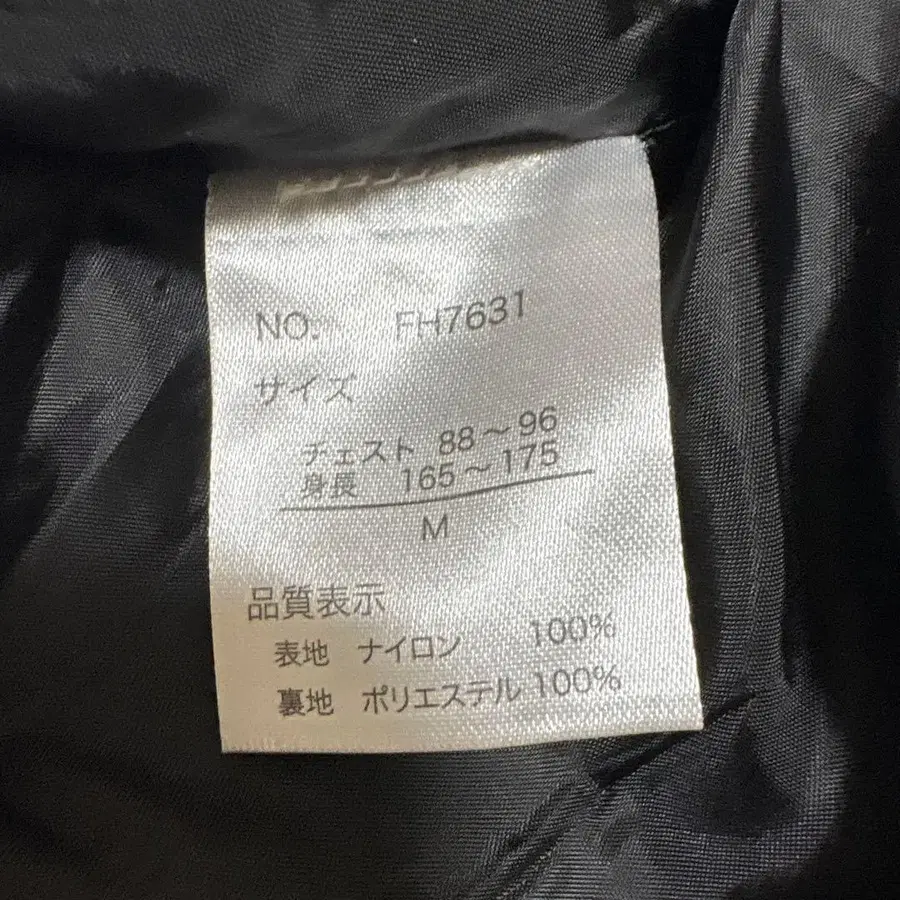 NO. FH7631
サイズ
チェスト 88～96
身長 165～175
M
品質表示
表地 ナイロン 100%
裏地 ポリエステル 100%